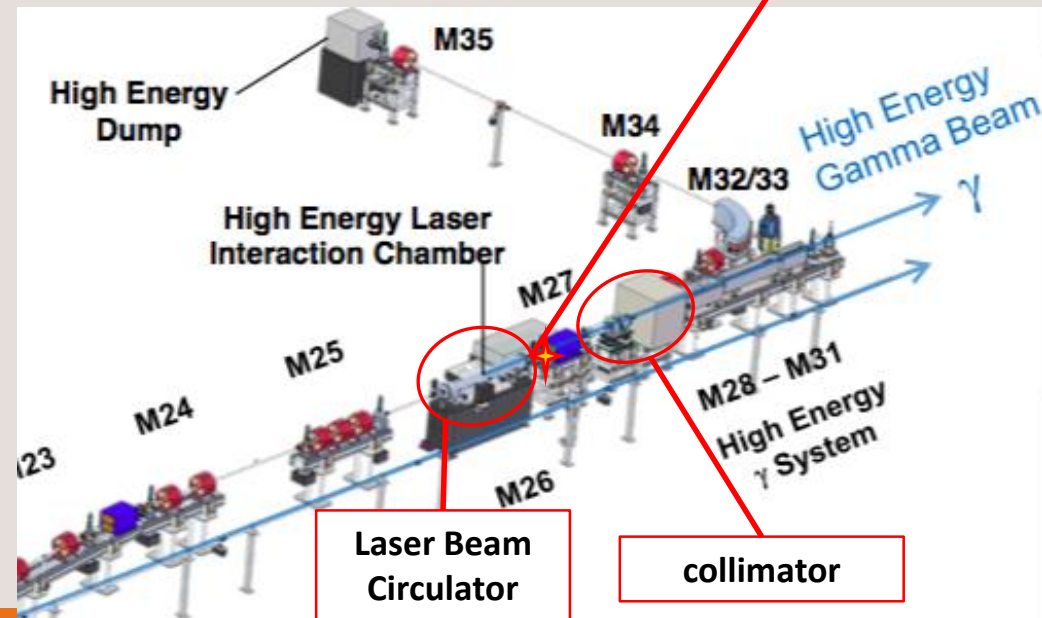 M35
High Energy
Dump
M34
High Energy
Gamma Beam
γ
M32/33
High Energy Laser
Interaction Chamber
M27
M25
M24
M28 – M31
High Energy
γ System
M26
Laser Beam
Circulator
collimator